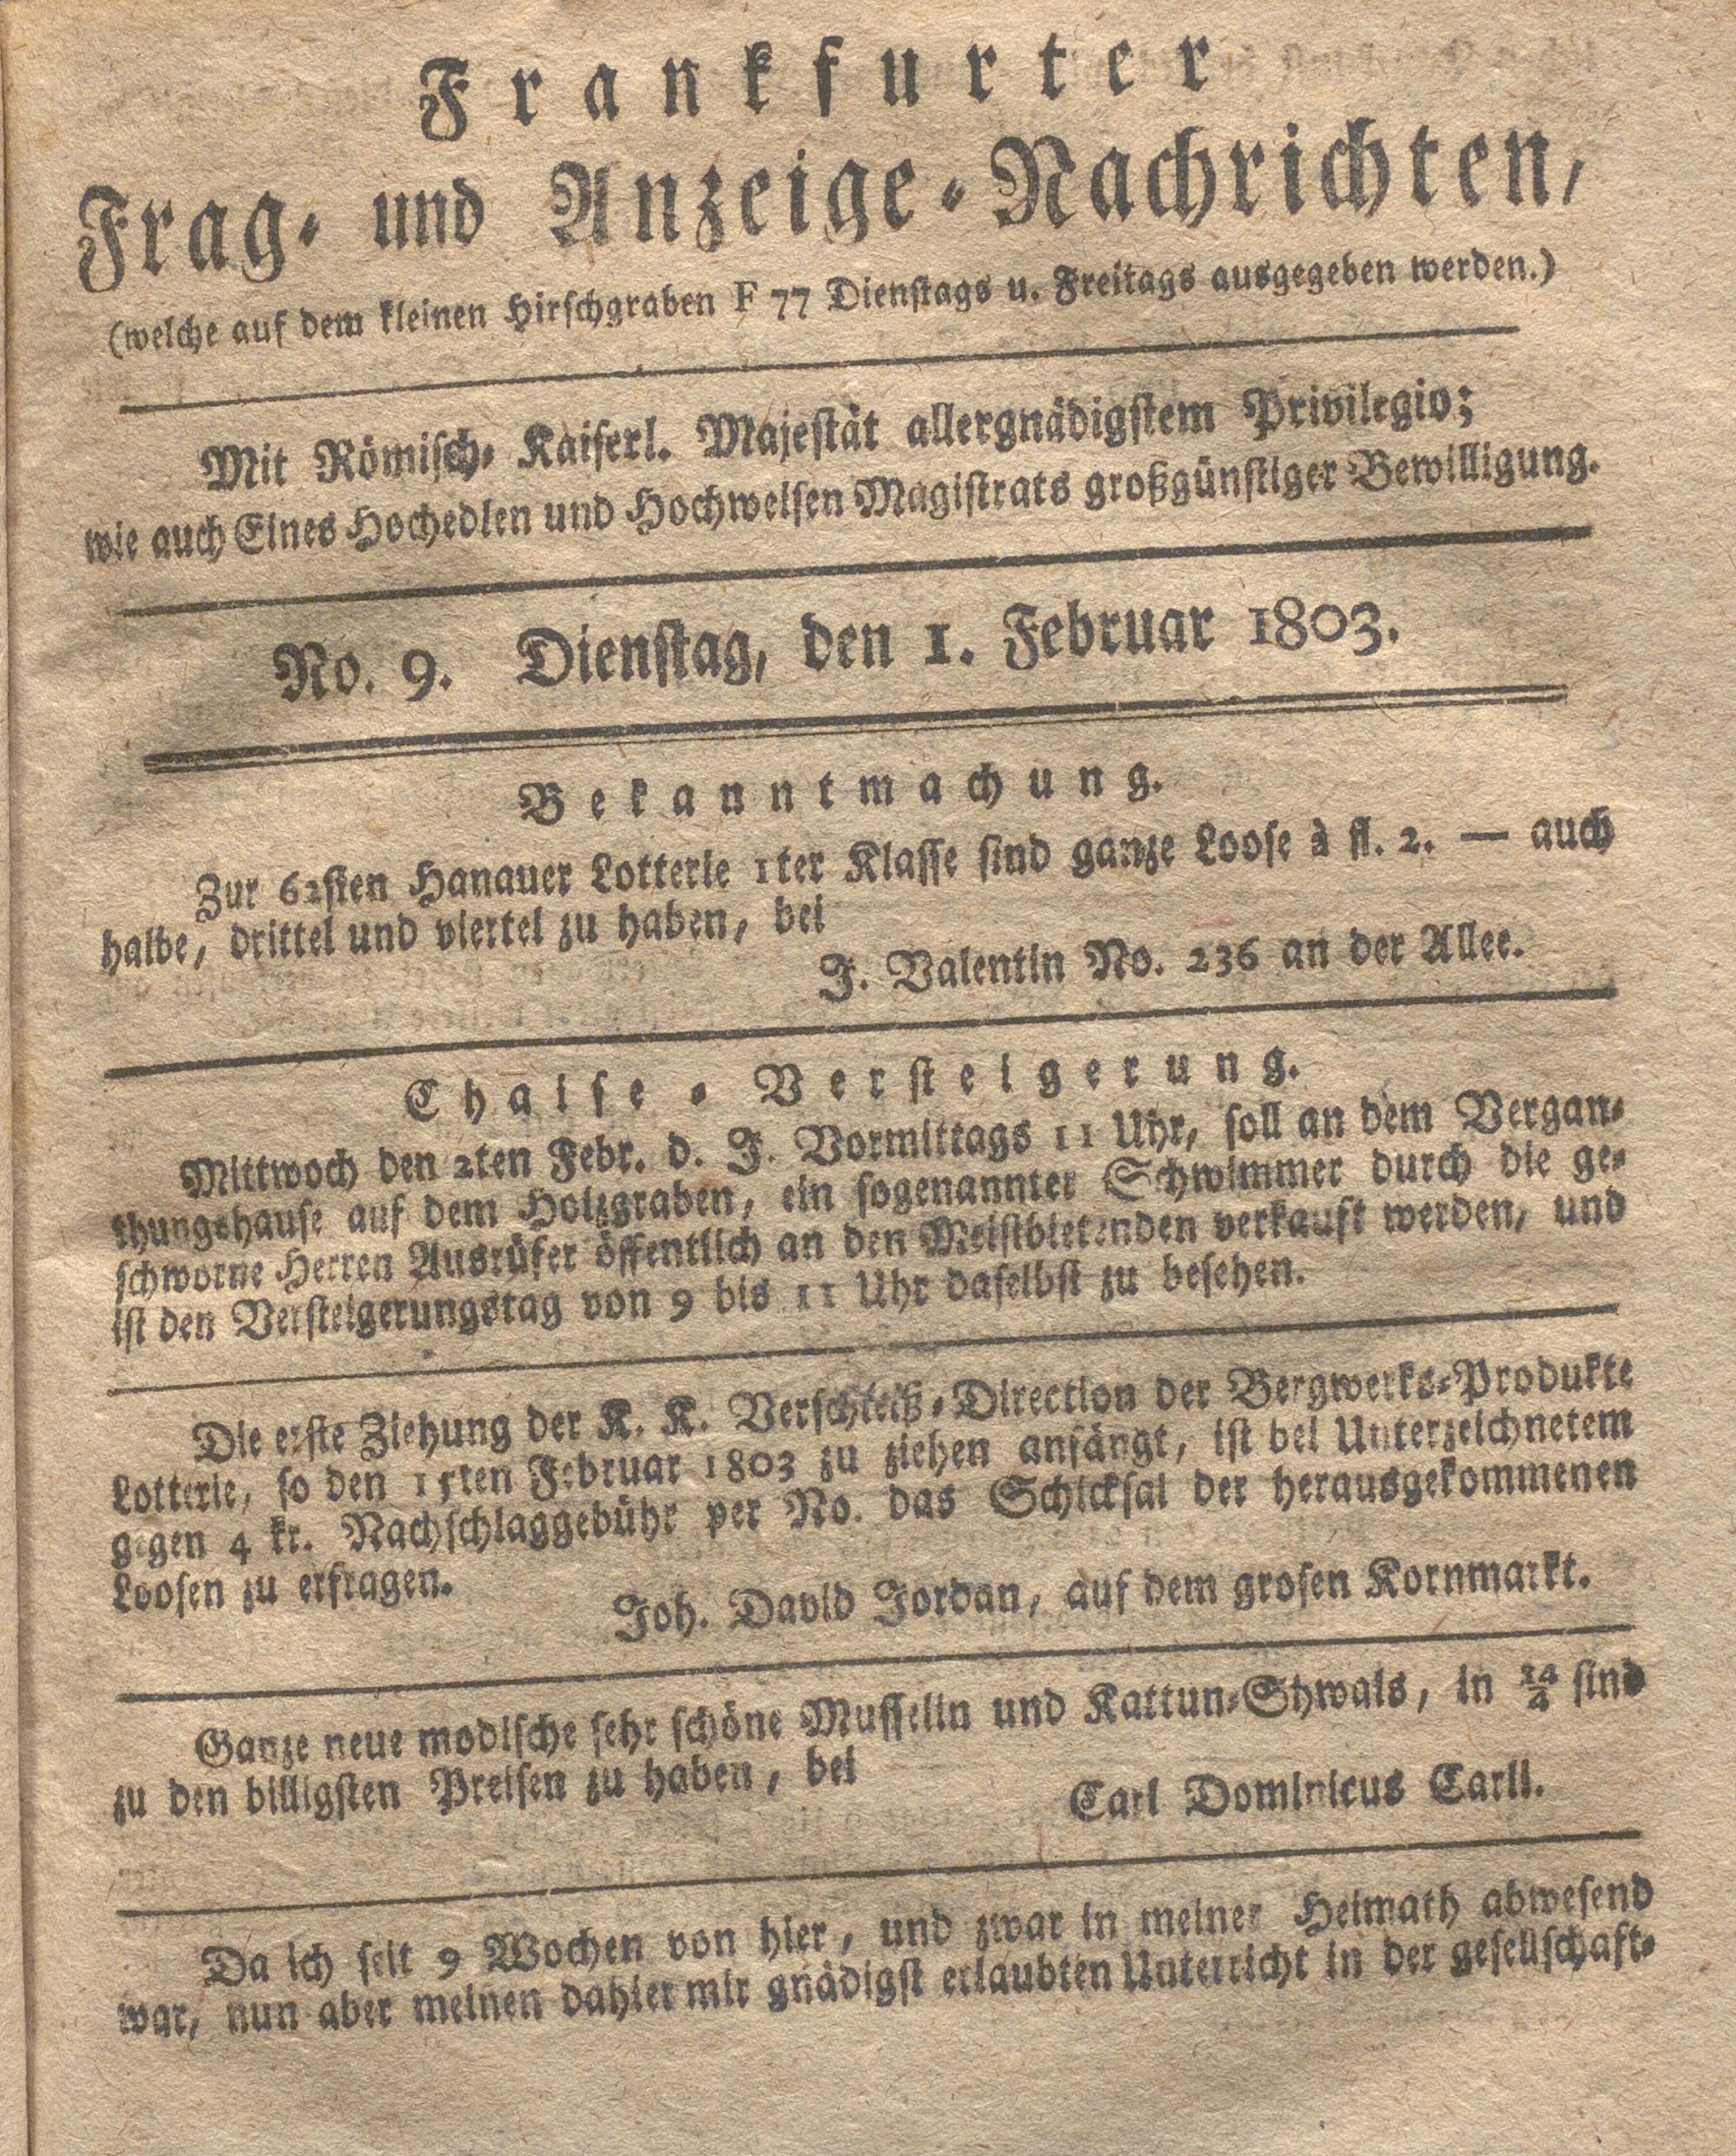 Frankfurter
Frag- und Anzeige-Nachrichten,
(welche auf dem kleinen Hirschgraben F 77 Dienstags u. Freitags ausgegeben werden.)
Mit Römisch- Kaiserl. Majestät allergnädigstem Privilegio;
wie auch Eines Hochedlen und Hochweisen Magistrats großgünstiger Bewilligung.
No. 9. Dienstag, den 1. Februar 1803.
Bekanntmachung.
Zur 62sten Hanauer Lotterie 1ter Klasse sind ganze Loose à fl. 2. — auch
halbe, drittel und viertel zu haben, bei
J. Valentin No. 236 an der Allee.
Chaise-Versteigerung.
Mittwoch den 2ten Febr. d. J. Vormittags 11 Uhr, soll an dem Vergan-
thungshause auf dem Holzgraben, ein sogenannter Schwimmer durch die ge-
schworne Herren Ausrüfer öffentlich an den Meistbietenden verkauft werden, und
ist den Versteigerungstag von 9 bis 11 Uhr daselbst zu besehen.
Die erste Ziehung der K. K. Verschleiß-Direction der Bergwerks-Produkte
Lotterie, so den 15ten Februar 1803 zu ziehen anfängt, ist bei Unterzeichnetem
gegen 4 kr. Nachschlaggebühr per No. das Schicksal der herausgekommenen
Loosen zu erfragen.
Joh. David Jordan, auf dem grosen Kornmarkt.
Ganze neue modische sehr schöne Musselin und Kattun-Shwals, in 14/4 sind
zu den billigsten Preisen zu haben, bei
Carl Dominicus Carli.
Da ich seit 9 Wochen von hier, und zwar in meiner Heimath abwesend
war, nun aber meinen dahier mir gnädigst erlaubten Unterricht in der gesellschaft-